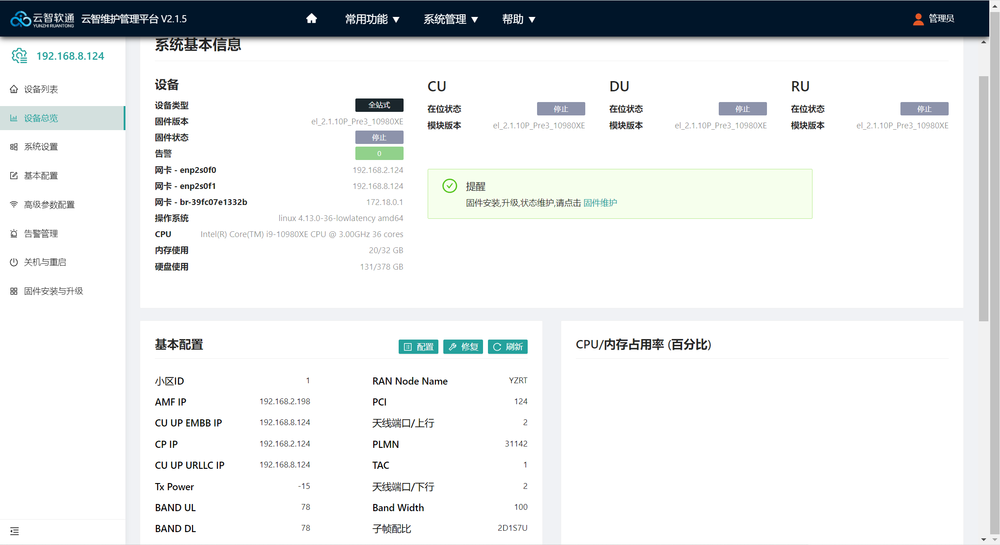 云智软通 YUNZHI RUANTONG 云智维护管理平台 V2.1.5
常用功能 ▼
系统管理 ▼
帮助 ▼
管理员
192.168.8.124
设备列表
设备总览
系统设置
基本配置
高级参数配置
告警管理
关机与重启
固件安装与升级
系统基本信息
设备
设备类型 全站式
固件版本 el_2.1.10P_Pre3_10980XE
固件状态 停止
告警 0
网卡 - enp2s0f0 192.168.2.124
网卡 - enp2s0f1 192.168.8.124
网卡 - br-39fc07e1332b 172.18.0.1
操作系统 linux 4.13.0-36-lowlatency amd64
CPU Intel(R) Core(TM) i9-10980XE CPU @ 3.00GHz 36 cores
内存使用 20/32 GB
硬盘使用 131/378 GB
CU
在位状态 停止
模块版本 el_2.1.10P_Pre3_10980XE
DU
在位状态 停止
模块版本 el_2.1.10P_Pre3_10980XE
RU
在位状态 停止
模块版本 el_2.1.10P_Pre3_10980XE
提醒
固件安装,升级,状态维护,请点击 固件维护
基本配置
配置 修复 刷新
小区ID 1
RAN Node Name YZRT
AMF IP 192.168.2.198
PCI 124
CU UP EMBB IP 192.168.8.124
天线端口/上行 2
CP IP 192.168.2.124
PLMN 31142
CU UP URLLC IP 192.168.8.124
TAC 1
Tx Power -15
天线端口/下行 2
BAND UL 78
Band Width 100
BAND DL 78
子帧配比 2D1S7U
CPU/内存占用率 (百分比)